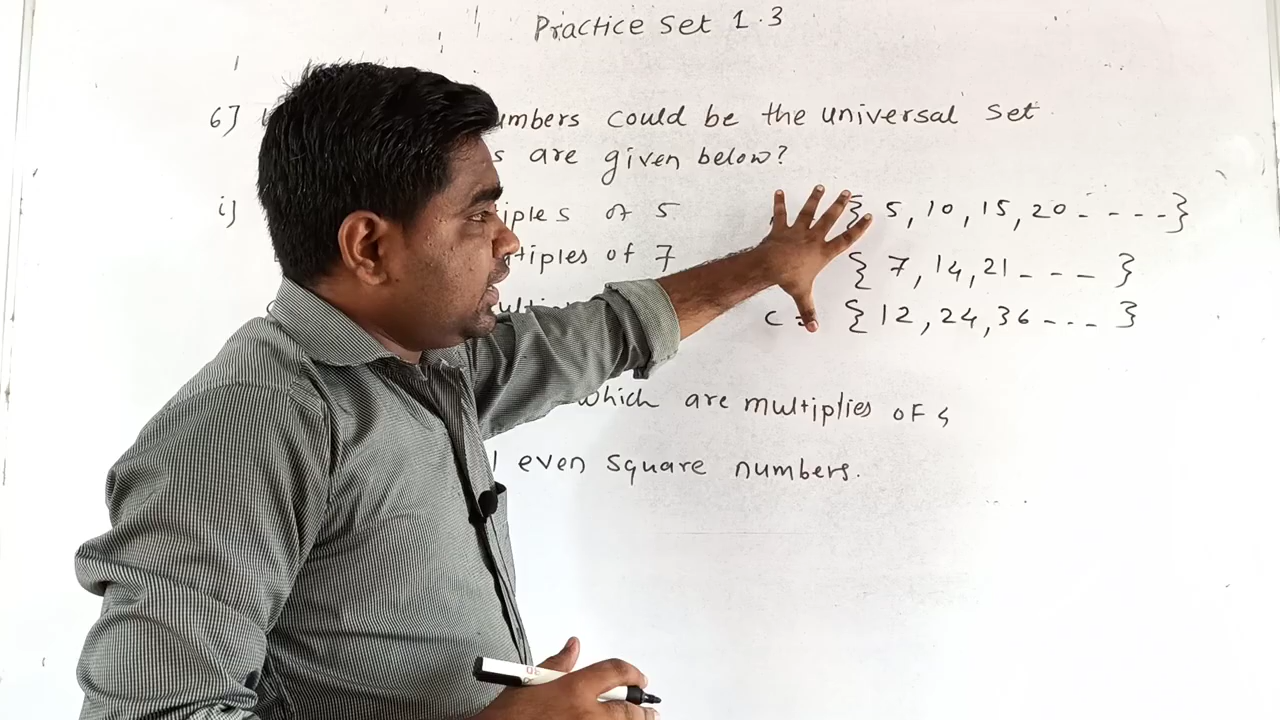 Practice Set 1.3
6] umbers could be the universal set
s are given below?
i] iples of 5 { 5, 10, 15, 20 - - - - }
tiples of 7 { 7, 14, 21 - - - }
c = { 12, 24, 36 - - - }
which are multiplies of 4
even square numbers.